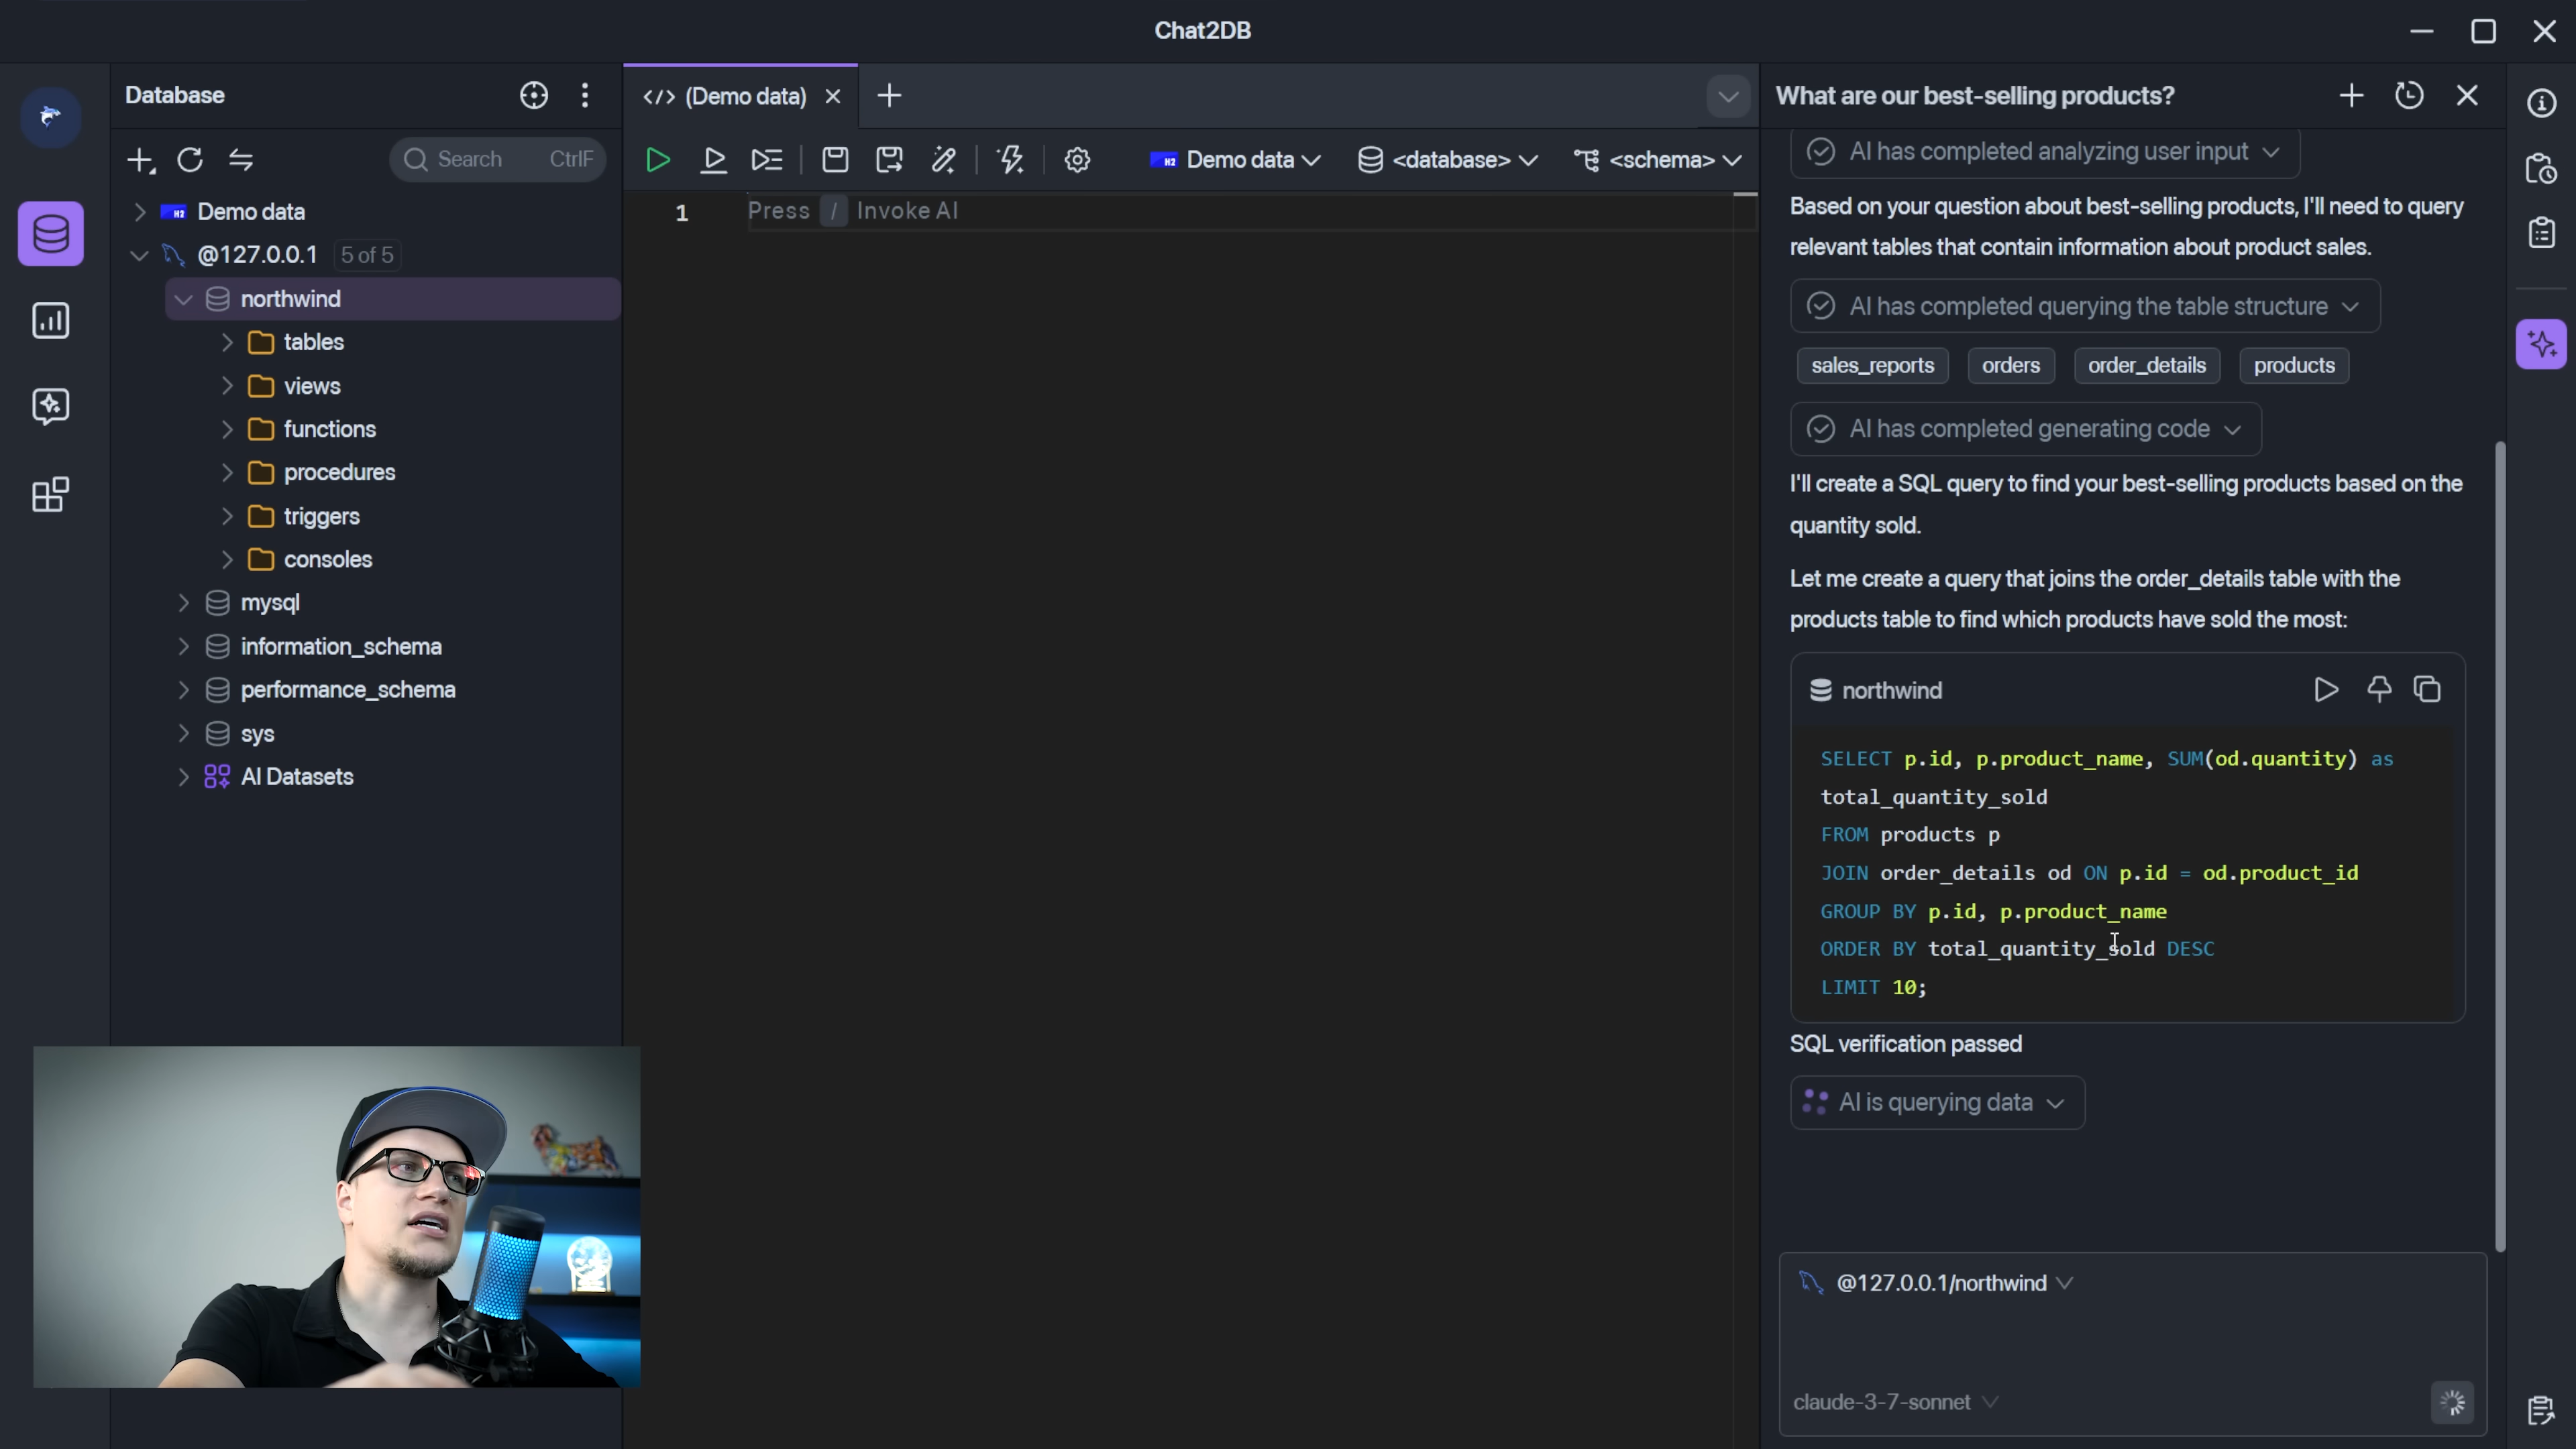 Chat2DB
Database
Search CtrlF
Demo data
@127.0.0.1 5 of 5
northwind
tables
views
functions
procedures
triggers
consoles
mysql
information_schema
performance_schema
sys
AI Datasets
</> (Demo data)
H2 Demo data <database> <schema>
1 Press / Invoke AI
What are our best-selling products?
AI has completed analyzing user input
Based on your question about best-selling products, I'll need to query
relevant tables that contain information about product sales.
AI has completed querying the table structure
sales_reports orders order_details products
AI has completed generating code
I'll create a SQL query to find your best-selling products based on the
quantity sold.
Let me create a query that joins the order_details table with the
products table to find which products have sold the most:
northwind
SELECT p.id, p.product_name, SUM(od.quantity) as
total_quantity_sold
FROM products p
JOIN order_details od ON p.id = od.product_id
GROUP BY p.id, p.product_name
ORDER BY total_quantity_sold DESC
LIMIT 10;
SQL verification passed
AI is querying data
@127.0.0.1/northwind
claude-3-7-sonnet